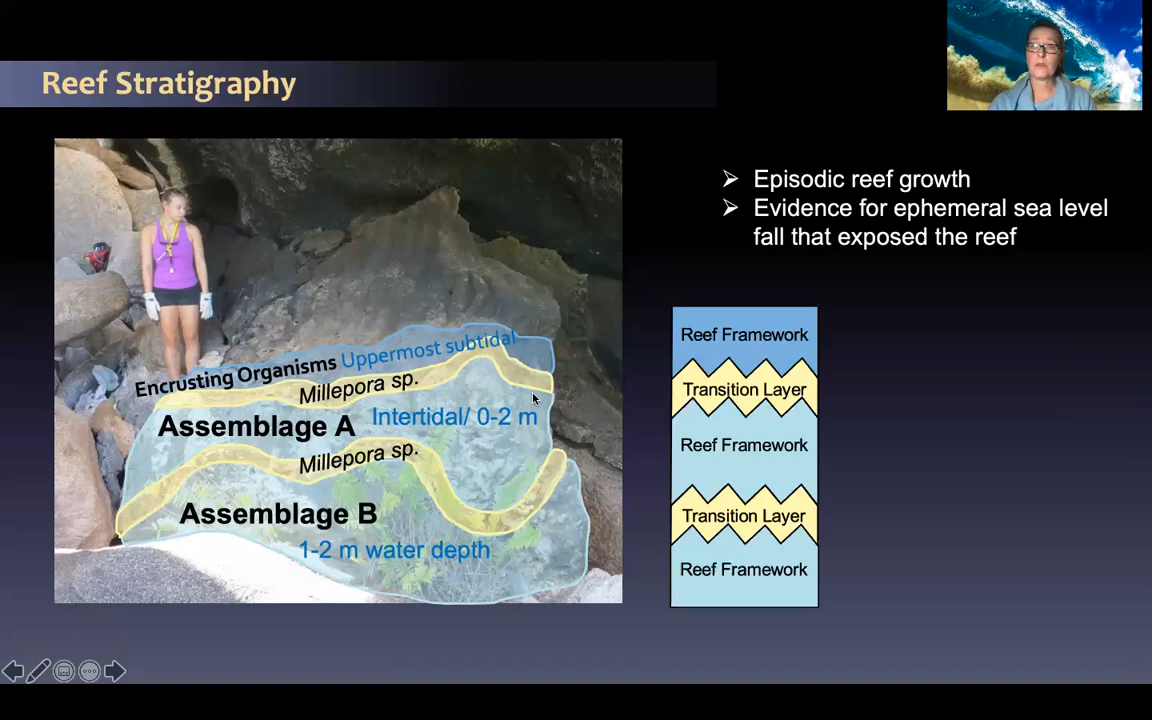 Reef Stratigraphy
Episodic reef growth
Evidence for ephemeral sea level
fall that exposed the reef
Encrusting Organisms Uppermost subtidal
Millepora sp.
Assemblage A Intertidal/ 0-2 m
Millepora sp.
Assemblage B
1-2 m water depth
Reef Framework
Transition Layer
Reef Framework
Transition Layer
Reef Framework